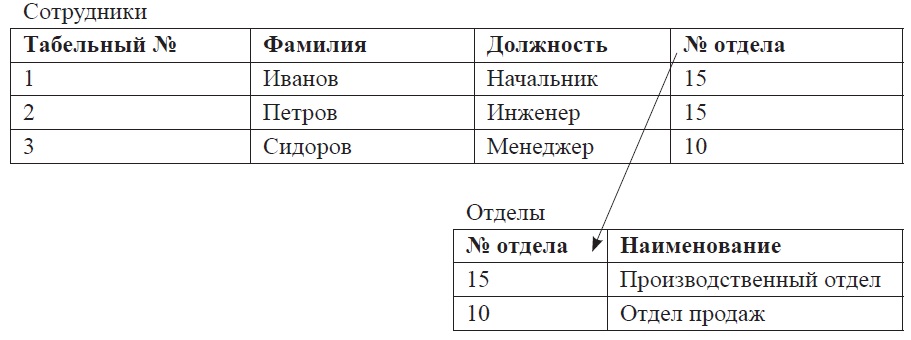 Сотрудники
Табельный № Фамилия Должность № отдела
1 Иванов Начальник 15
2 Петров Инженер 15
3 Сидоров Менеджер 10
Отделы
№ отдела Наименование
15 Производственный отдел
10 Отдел продаж